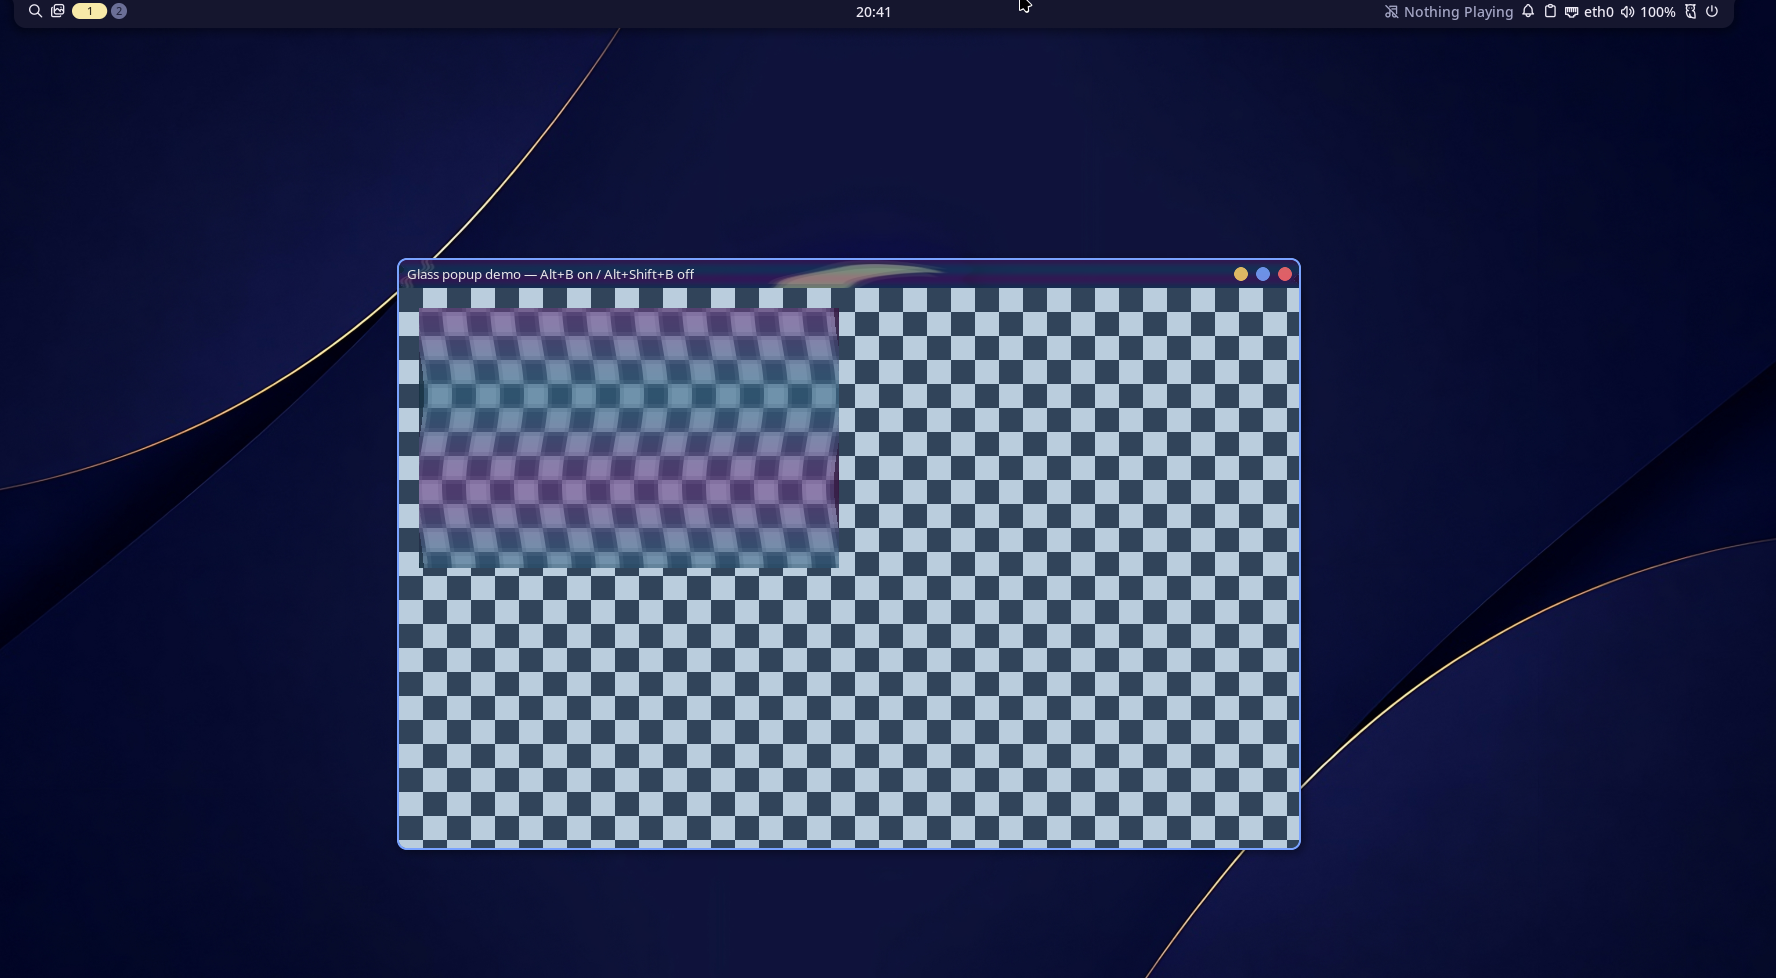 1 2
20:41
Nothing Playing eth0 100%
Glass popup demo — Alt+B on / Alt+Shift+B off